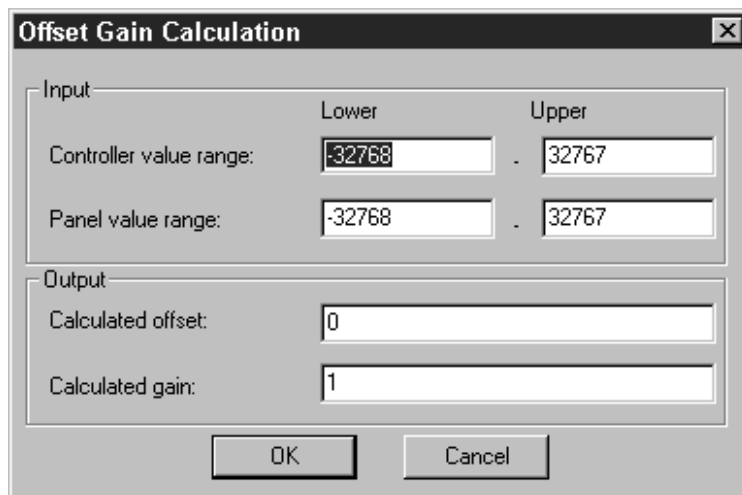 Offset Gain Calculation
Input
Lower Upper
Controller value range: -32768 - 32767
Panel value range: -32768 - 32767
Output
Calculated offset: 0
Calculated gain: 1
OK Cancel